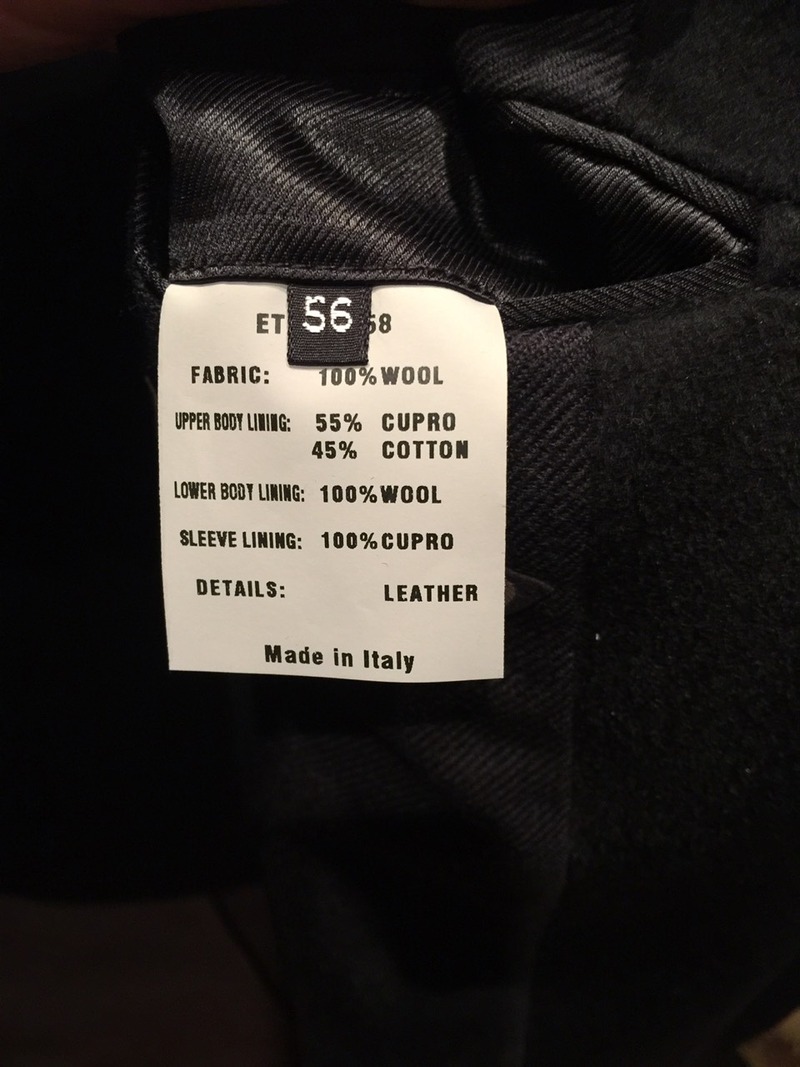 56
ET 58
FABRIC: 100% WOOL
UPPER BODY LINING: 55% CUPRO
45% COTTON
LOWER BODY LINING: 100% WOOL
SLEEVE LINING: 100% CUPRO
DETAILS: LEATHER
Made in Italy